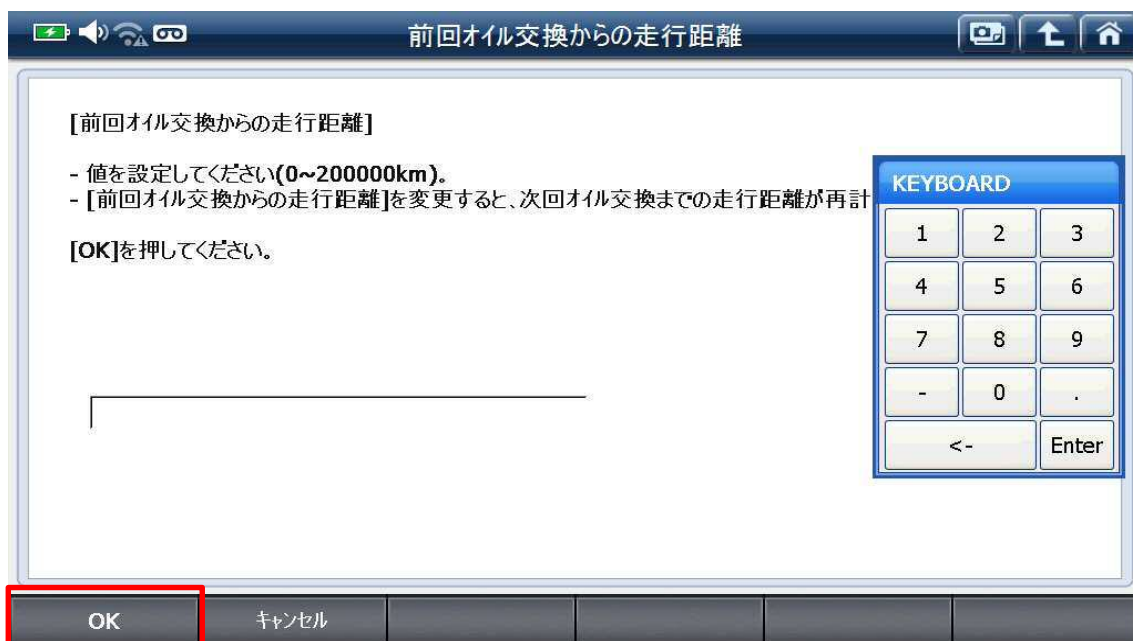 前回オイル交換からの走行距離
[前回オイル交換からの走行距離]
- 値を設定してください(0~200000km)。
- [前回オイル交換からの走行距離]を変更すると、次回オイル交換までの走行距離が再計
[OK]を押してください。
KEYBOARD
1 2 3
4 5 6
7 8 9
- 0 .
<- Enter
OK キャンセル